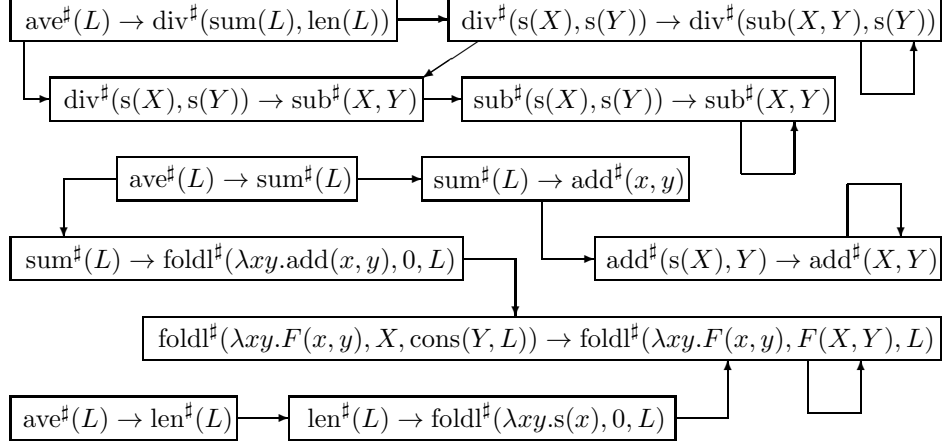 ave♯(L) → div♯(sum(L), len(L)) div♯(s(X), s(Y)) → div♯(sub(X, Y), s(Y))
div♯(s(X), s(Y)) → sub♯(X, Y) sub♯(s(X), s(Y)) → sub♯(X, Y)
ave♯(L) → sum♯(L) sum♯(L) → add♯(x, y)
sum♯(L) → foldl♯(λxy.add(x, y), 0, L) add♯(s(X), Y) → add♯(X, Y)
foldl♯(λxy.F(x, y), X, cons(Y, L)) → foldl♯(λxy.F(x, y), F(X, Y), L)
ave♯(L) → len♯(L) len♯(L) → foldl♯(λxy.s(x), 0, L)